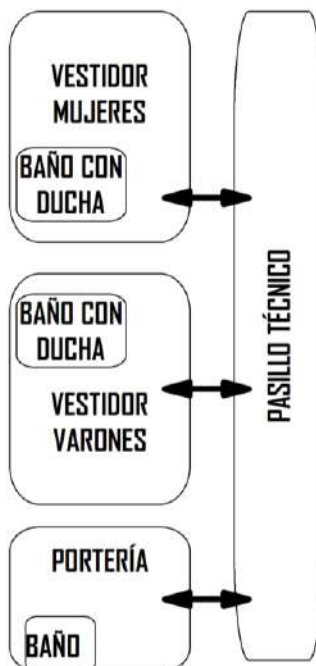 VESTIDOR
MUJERES
BAÑO CON
DUCHA
BAÑO CON
DUCHA
VESTIDOR
VARONES
PORTERÍA
BAÑO
PASILLO TÉCNICO